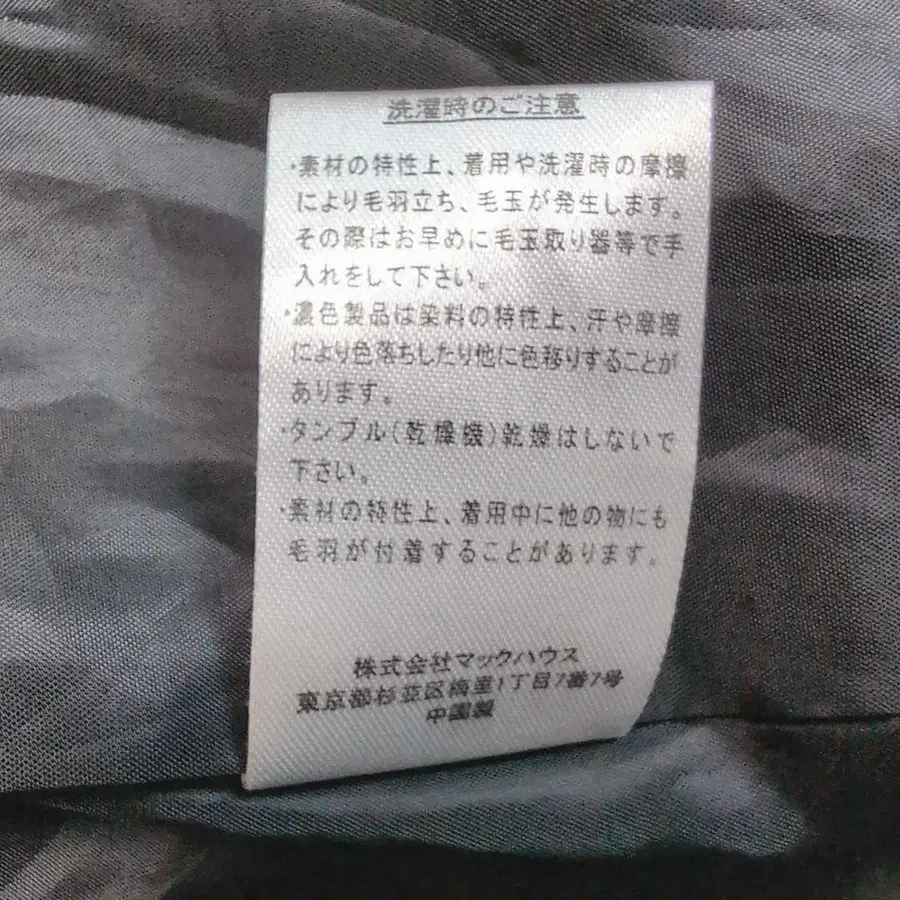 洗濯時のご注意
・素材の特性上、着用や洗濯時の摩擦
により毛羽立ち、毛玉が発生します。
その際はお早めに毛玉取り器等で手
入れをして下さい。
・濃色製品は染料の特性上、汗や摩擦
により色落ちしたり他に色移りすることが
あります。
・タンブル(乾燥機)乾燥はしないで
下さい。
・素材の特性上、着用中に他の物にも
毛羽が付着することがあります。
株式会社マックハウス
東京都杉並区梅里1丁目7番7号
中国製